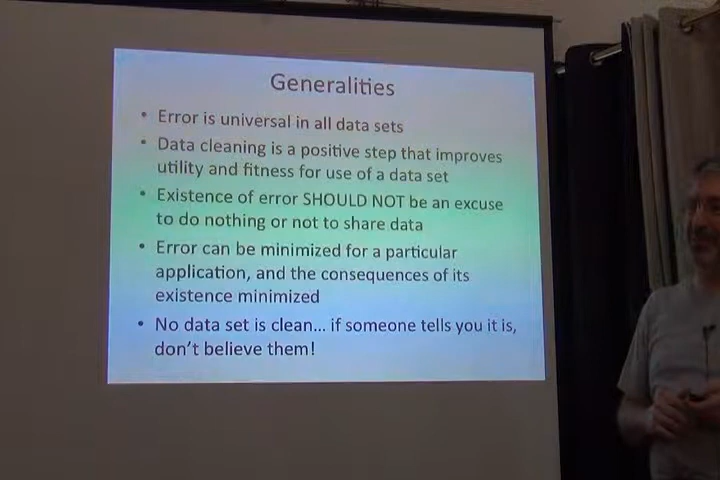 Generalities
• Error is universal in all data sets
• Data cleaning is a positive step that improves
utility and fitness for use of a data set
• Existence of error SHOULD NOT be an excuse
to do nothing or not to share data
• Error can be minimized for a particular
application, and the consequences of its
existence minimized
• No data set is clean... if someone tells you it is,
don't believe them!